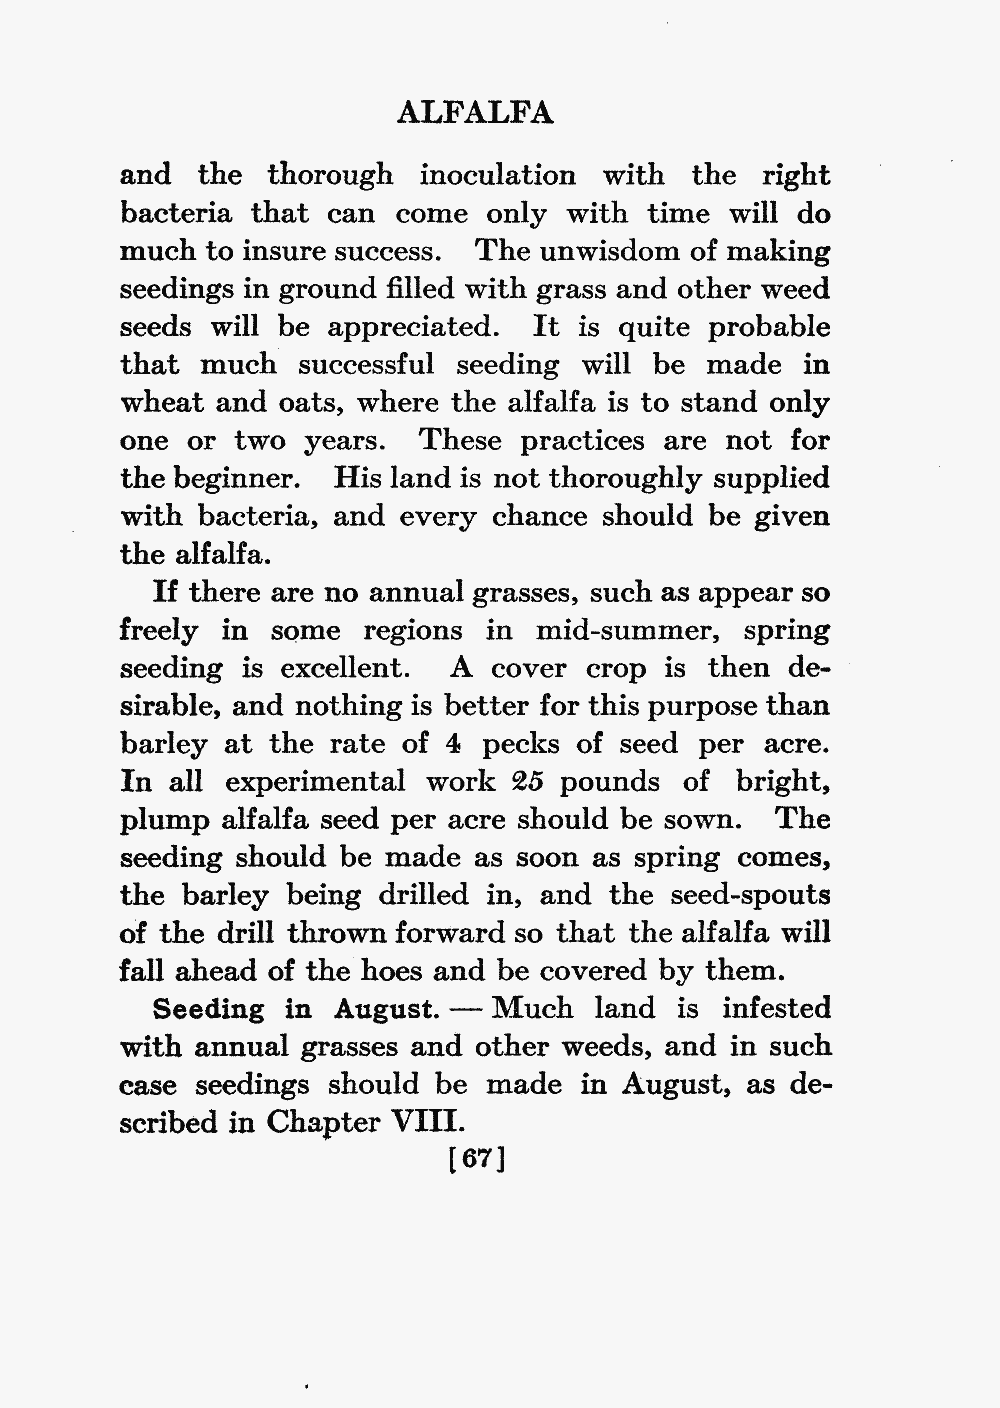 ALFALFA
and the thorough inoculation with the right
bacteria that can come only with time will do
much to insure success. The unwisdom of making
seedings in ground filled with grass and other weed
seeds will be appreciated. It is quite probable
that much successful seeding will be made in
wheat and oats, where the alfalfa is to stand only
one or two years. These practices are not for
the beginner. His land is not thoroughly supplied
with bacteria, and every chance should be given
the alfalfa.
If there are no annual grasses, such as appear so
freely in some regions in mid-summer, spring
seeding is excellent. A cover crop is then de-
sirable, and nothing is better for this purpose than
barley at the rate of 4 pecks of seed per acre.
In all experimental work 25 pounds of bright,
plump alfalfa seed per acre should be sown. The
seeding should be made as soon as spring comes,
the barley being drilled in, and the seed-spouts
of the drill thrown forward so that the alfalfa will
fall ahead of the hoes and be covered by them.
Seeding in August. — Much land is infested
with annual grasses and other weeds, and in such
case seedings should be made in August, as de-
scribed in Chapter VIII.
[67]